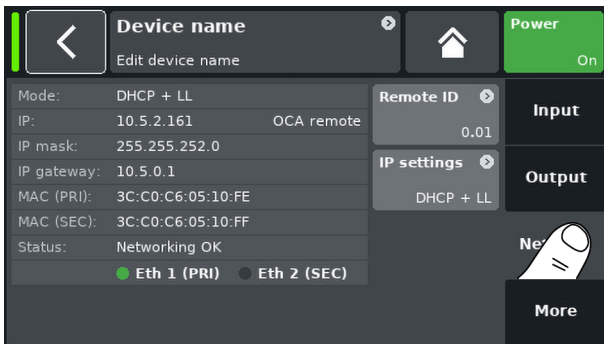 Device name
Edit device name
Power
On
Mode: DHCP + LL
IP: 10.5.2.161 OCA remote
IP mask: 255.255.252.0
IP gateway: 10.5.0.1
MAC (PRI): 3C:C0:C6:05:10:FE
MAC (SEC): 3C:C0:C6:05:10:FF
Status: Networking OK
Eth 1 (PRI) Eth 2 (SEC)
Remote ID
0.01
IP settings
DHCP + LL
Input
Output
More